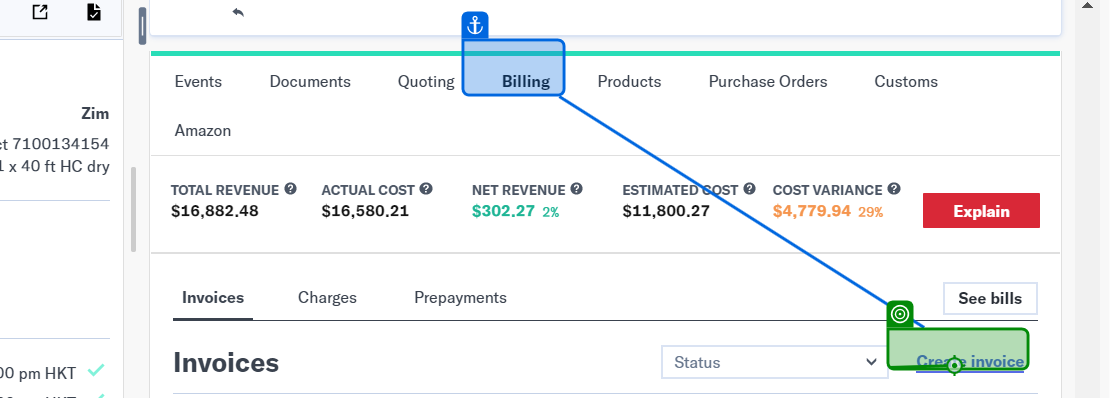 Events Documents Quoting Billing Products Purchase Orders Customs
Zim
Amazon
ct 7100134154
1 x 40 ft HC dry
TOTAL REVENUE ACTUAL COST NET REVENUE ESTIMATED COST COST VARIANCE
$16,882.48 $16,580.21 $302.27 2% $11,800.27 $4,779.94 29% Explain
Invoices Charges Prepayments See bills
Invoices Status Create invoice
00 pm HKT